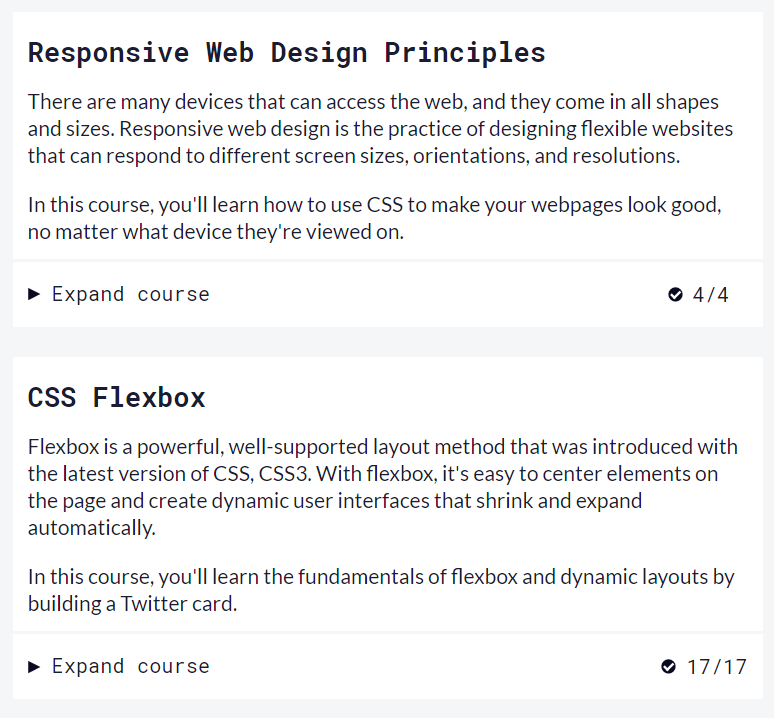 Responsive Web Design Principles
There are many devices that can access the web, and they come in all shapes
and sizes. Responsive web design is the practice of designing flexible websites
that can respond to different screen sizes, orientations, and resolutions.
In this course, you'll learn how to use CSS to make your webpages look good,
no matter what device they're viewed on.
Expand course 4/4
CSS Flexbox
Flexbox is a powerful, well-supported layout method that was introduced with
the latest version of CSS, CSS3. With flexbox, it's easy to center elements on
the page and create dynamic user interfaces that shrink and expand
automatically.
In this course, you'll learn the fundamentals of flexbox and dynamic layouts by
building a Twitter card.
Expand course 17/17